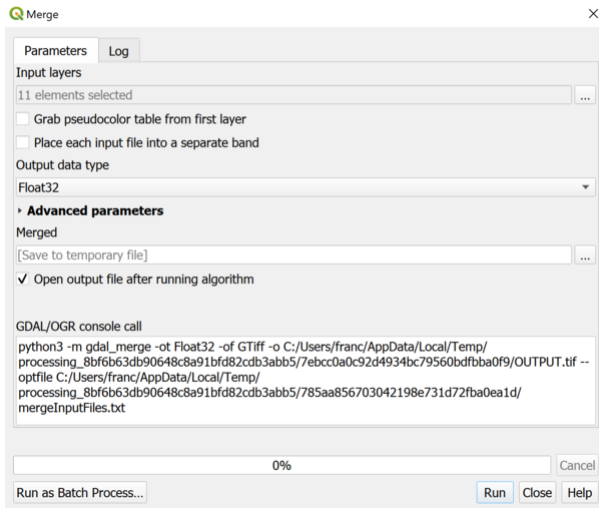 Merge
Parameters
Log
Input layers
11 elements selected
...
Grab pseudocolor table from first layer
Place each input file into a separate band
Output data type
Float32
Advanced parameters
Merged
[Save to temporary file]
...
Open output file after running algorithm
GDAL/OGR console call
python3 -m gdal_merge -ot Float32 -of GTiff -o C:/Users/franc/AppData/Local/Temp/
processing_8bf6b63db90648c8a91bfd82cdb3abb5/7ebcc0a0c92d4934bc79560bdfbba0f9/OUTPUT.tif --
optfile C:/Users/franc/AppData/Local/Temp/
processing_8bf6b63db90648c8a91bfd82cdb3abb5/785aa856703042198e731d72fba0ea1d/
mergeInputFiles.txt
0%
Cancel
Run as Batch Process...
Run
Close
Help